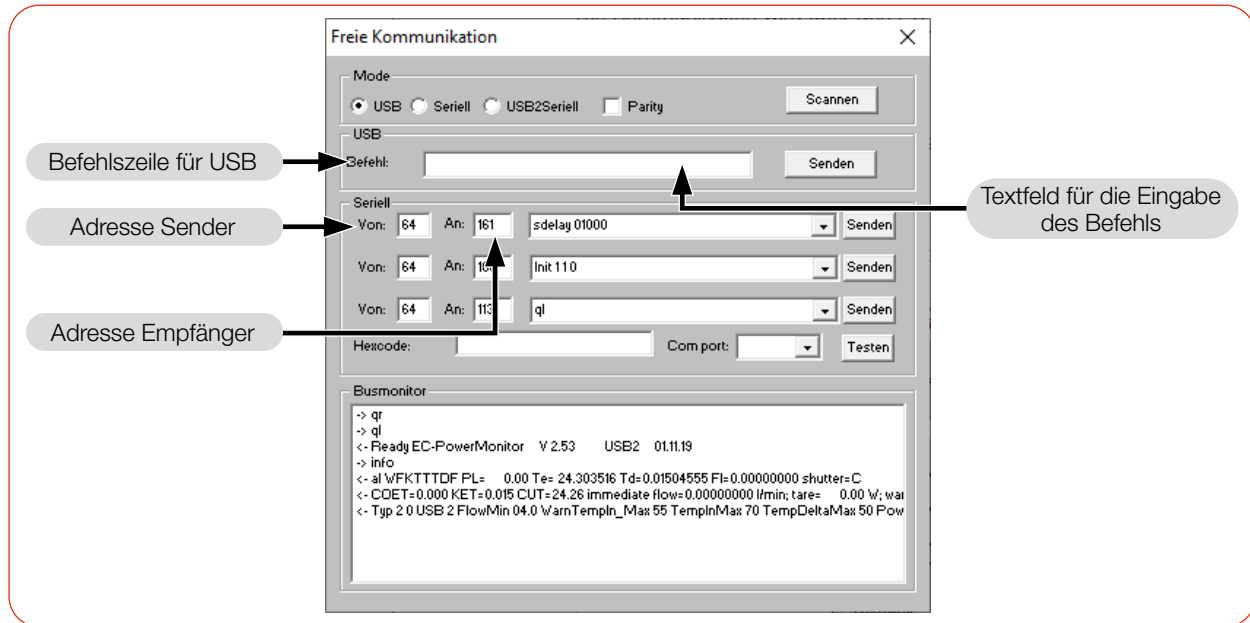 Freie Kommunikation
Mode
USB Seriell USB2Seriell Parity Scannen
USB
Befehlszeile für USB
Befehl: Senden
Textfeld für die Eingabe
des Befehls
Seriell
Adresse Sender
Von: 64 An: 161 sdelay 01000 Senden
Von: 64 An: Init 110 Senden
Von: 64 An: 113 ql Senden
Adresse Empfänger
Hexcode: Com port: Testen
Busmonitor
-> qr
-> ql
<- Ready EC-PowerMonitor V 2.53 USB2 01.11.19
-> info
<- al WFKTTTDF PL= 0.00 Te= 24.303516 Td=0.01504555 Fl=0.00000000 shutter=C
<- COET=0.000 KET=0.015 CUT=24.26 immediate flow=0.00000000 l/min; tare= 0.00 W; wai
<- Typ 2 0 USB 2 FlowMin 04.0 WarnTempIn_Max 55 TempInMax 70 TempDeltaMax 50 Pow